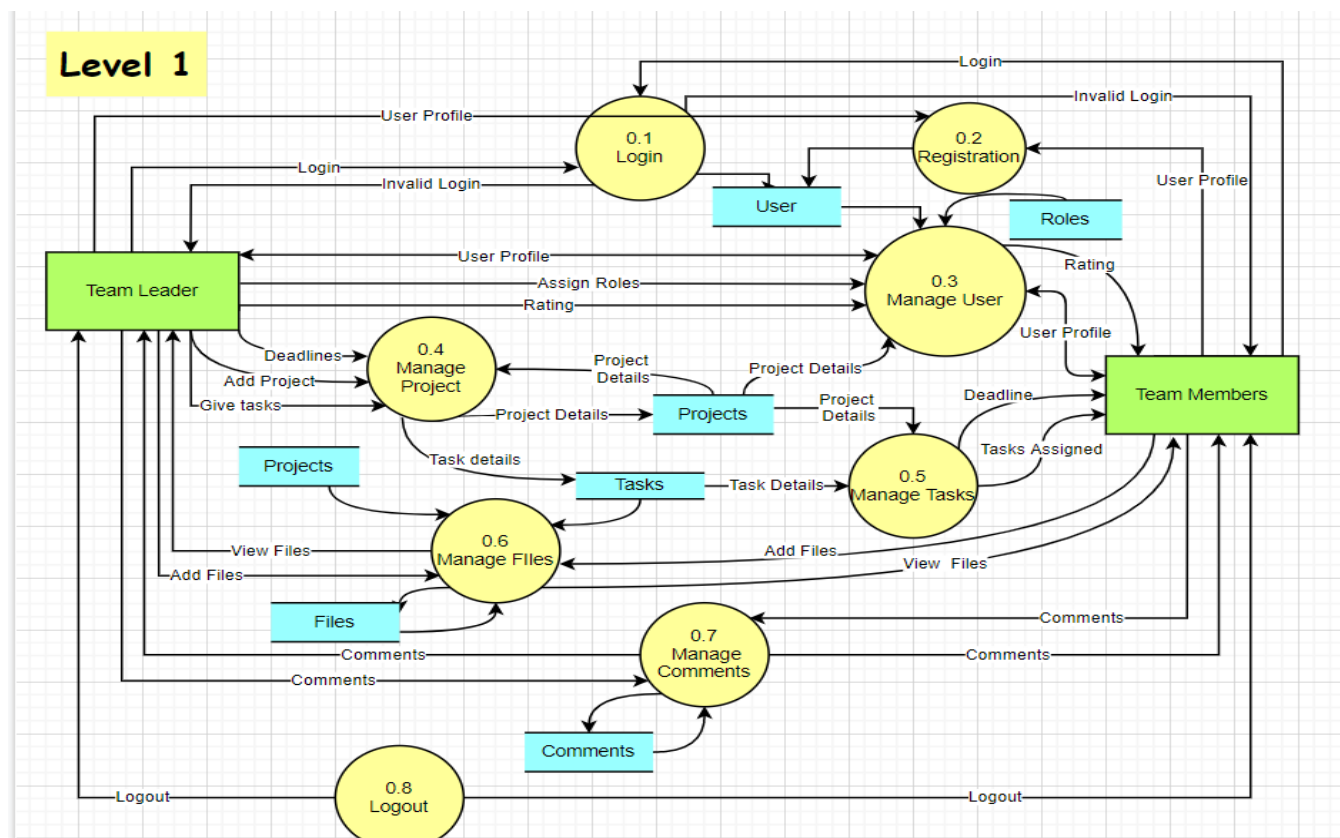 Level 1
Login
Invalid Login
User Profile
0.1
Login
0.2
Registration
Login
Invalid Login
User Profile
User
Roles
User Profile
Rating
Team Leader
Assign Roles
0.3
Manage User
Rating
User Profile
Deadlines
0.4
Manage
Project
Project
Details
Project Details
Add Project
Team Members
Give tasks
Project Details
Projects
Project
Details
Deadline
Tasks Assigned
Projects
Task details
Tasks
Task Details
0.5
Manage Tasks
0.6
Manage FIles
View Files
Add Files
View  Files
Add Files
Files
Comments
0.7
Manage
Comments
Comments
Comments
Comments
Comments
0.8
Logout
Logout
Logout